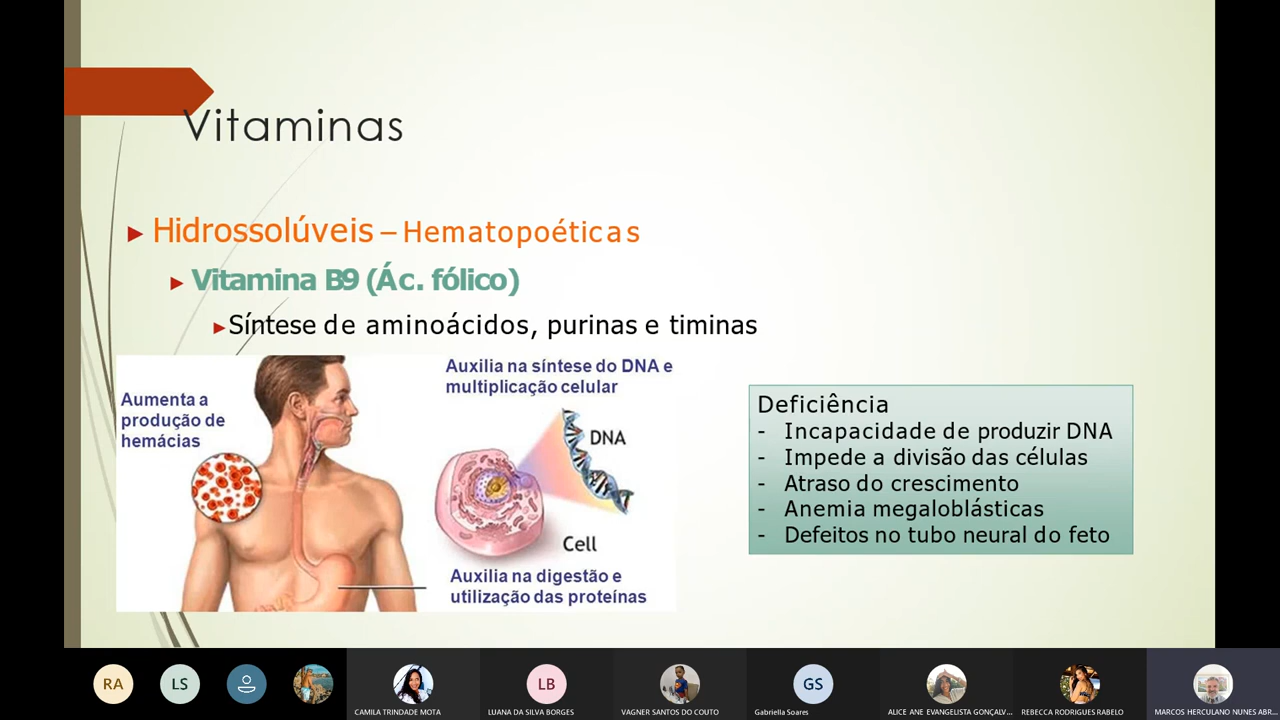 Vitaminas
Hidrossolúveis – Hematopoéticas
Vitamina B9 (Ác. fólico)
Síntese de aminoácidos, purinas e timinas
Aumenta a
produção de
hemácias
Auxilia na síntese do DNA e
multiplicação celular
DNA
Cell
Auxilia na digestão e
utilização das proteínas
Deficiência
- Incapacidade de produzir DNA
- Impede a divisão das células
- Atraso do crescimento
- Anemia megaloblásticas
- Defeitos no tubo neural do feto
RA
LS
CAMILA TRINDADE MOTA
LB
LUANA DA SILVA BORGES
VAGNER SANTOS DO COUTO
GS
Gabriella Soares
ALICE ANE EVANGELISTA GONÇALV...
REBECCA RODRIGUES RABELO
MARCOS HERCULANO NUNES ABR...